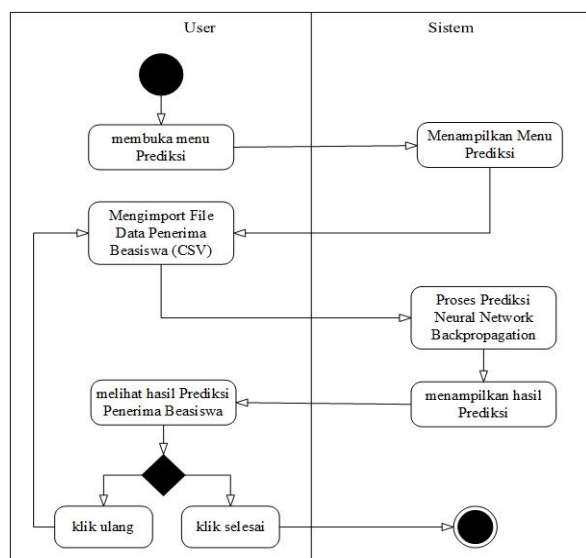 User
Sistem
membuka menu
Prediksi
Menampilkan Menu
Prediksi
Mengimport File
Data Penerima
Beasiswa (CSV)
Proses Prediksi
Neural Network
Backpropagation
menampilkan hasil
Prediksi
melihat hasil Prediksi
Penerima Beasiswa
klik ulang
klik selesai